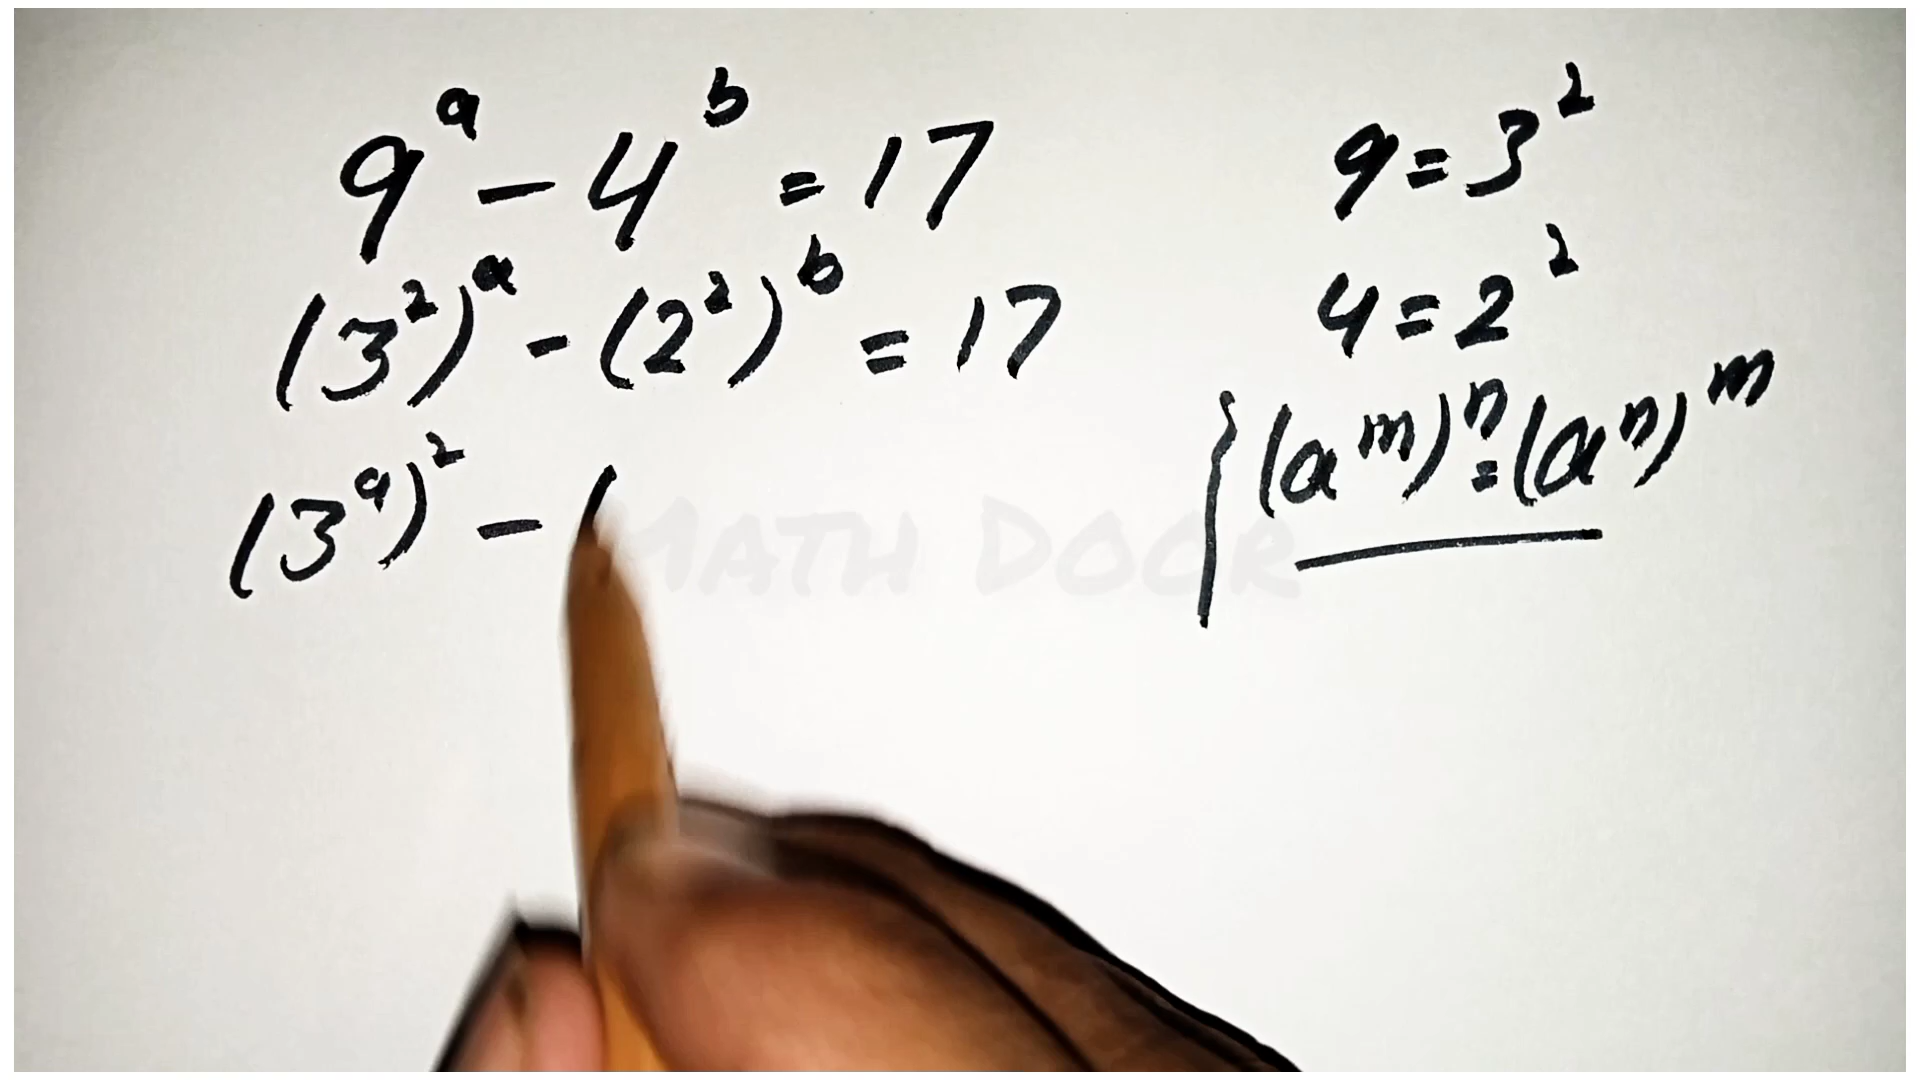 9^a - 4^b = 17
(3^2)^a - (2^2)^b = 17
(3^a)^2 - (
9 = 3^2
4 = 2^2
{(a^m)^n = (a^n)^m
MATH DOOR